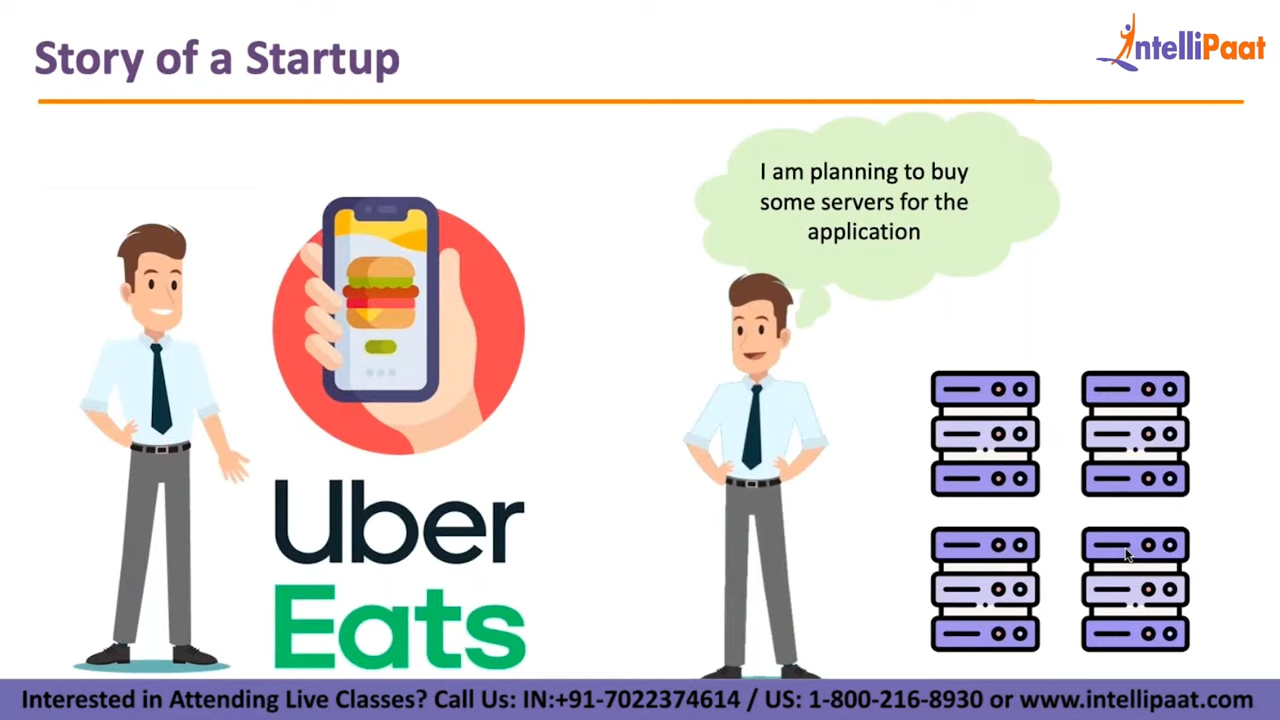 Story of a Startup
IntelliPaat
I am planning to buy
some servers for the
application
Uber
Eats
Interested in Attending Live Classes? Call Us: IN:+91-7022374614 / US: 1-800-216-8930 or www.intellipaat.com